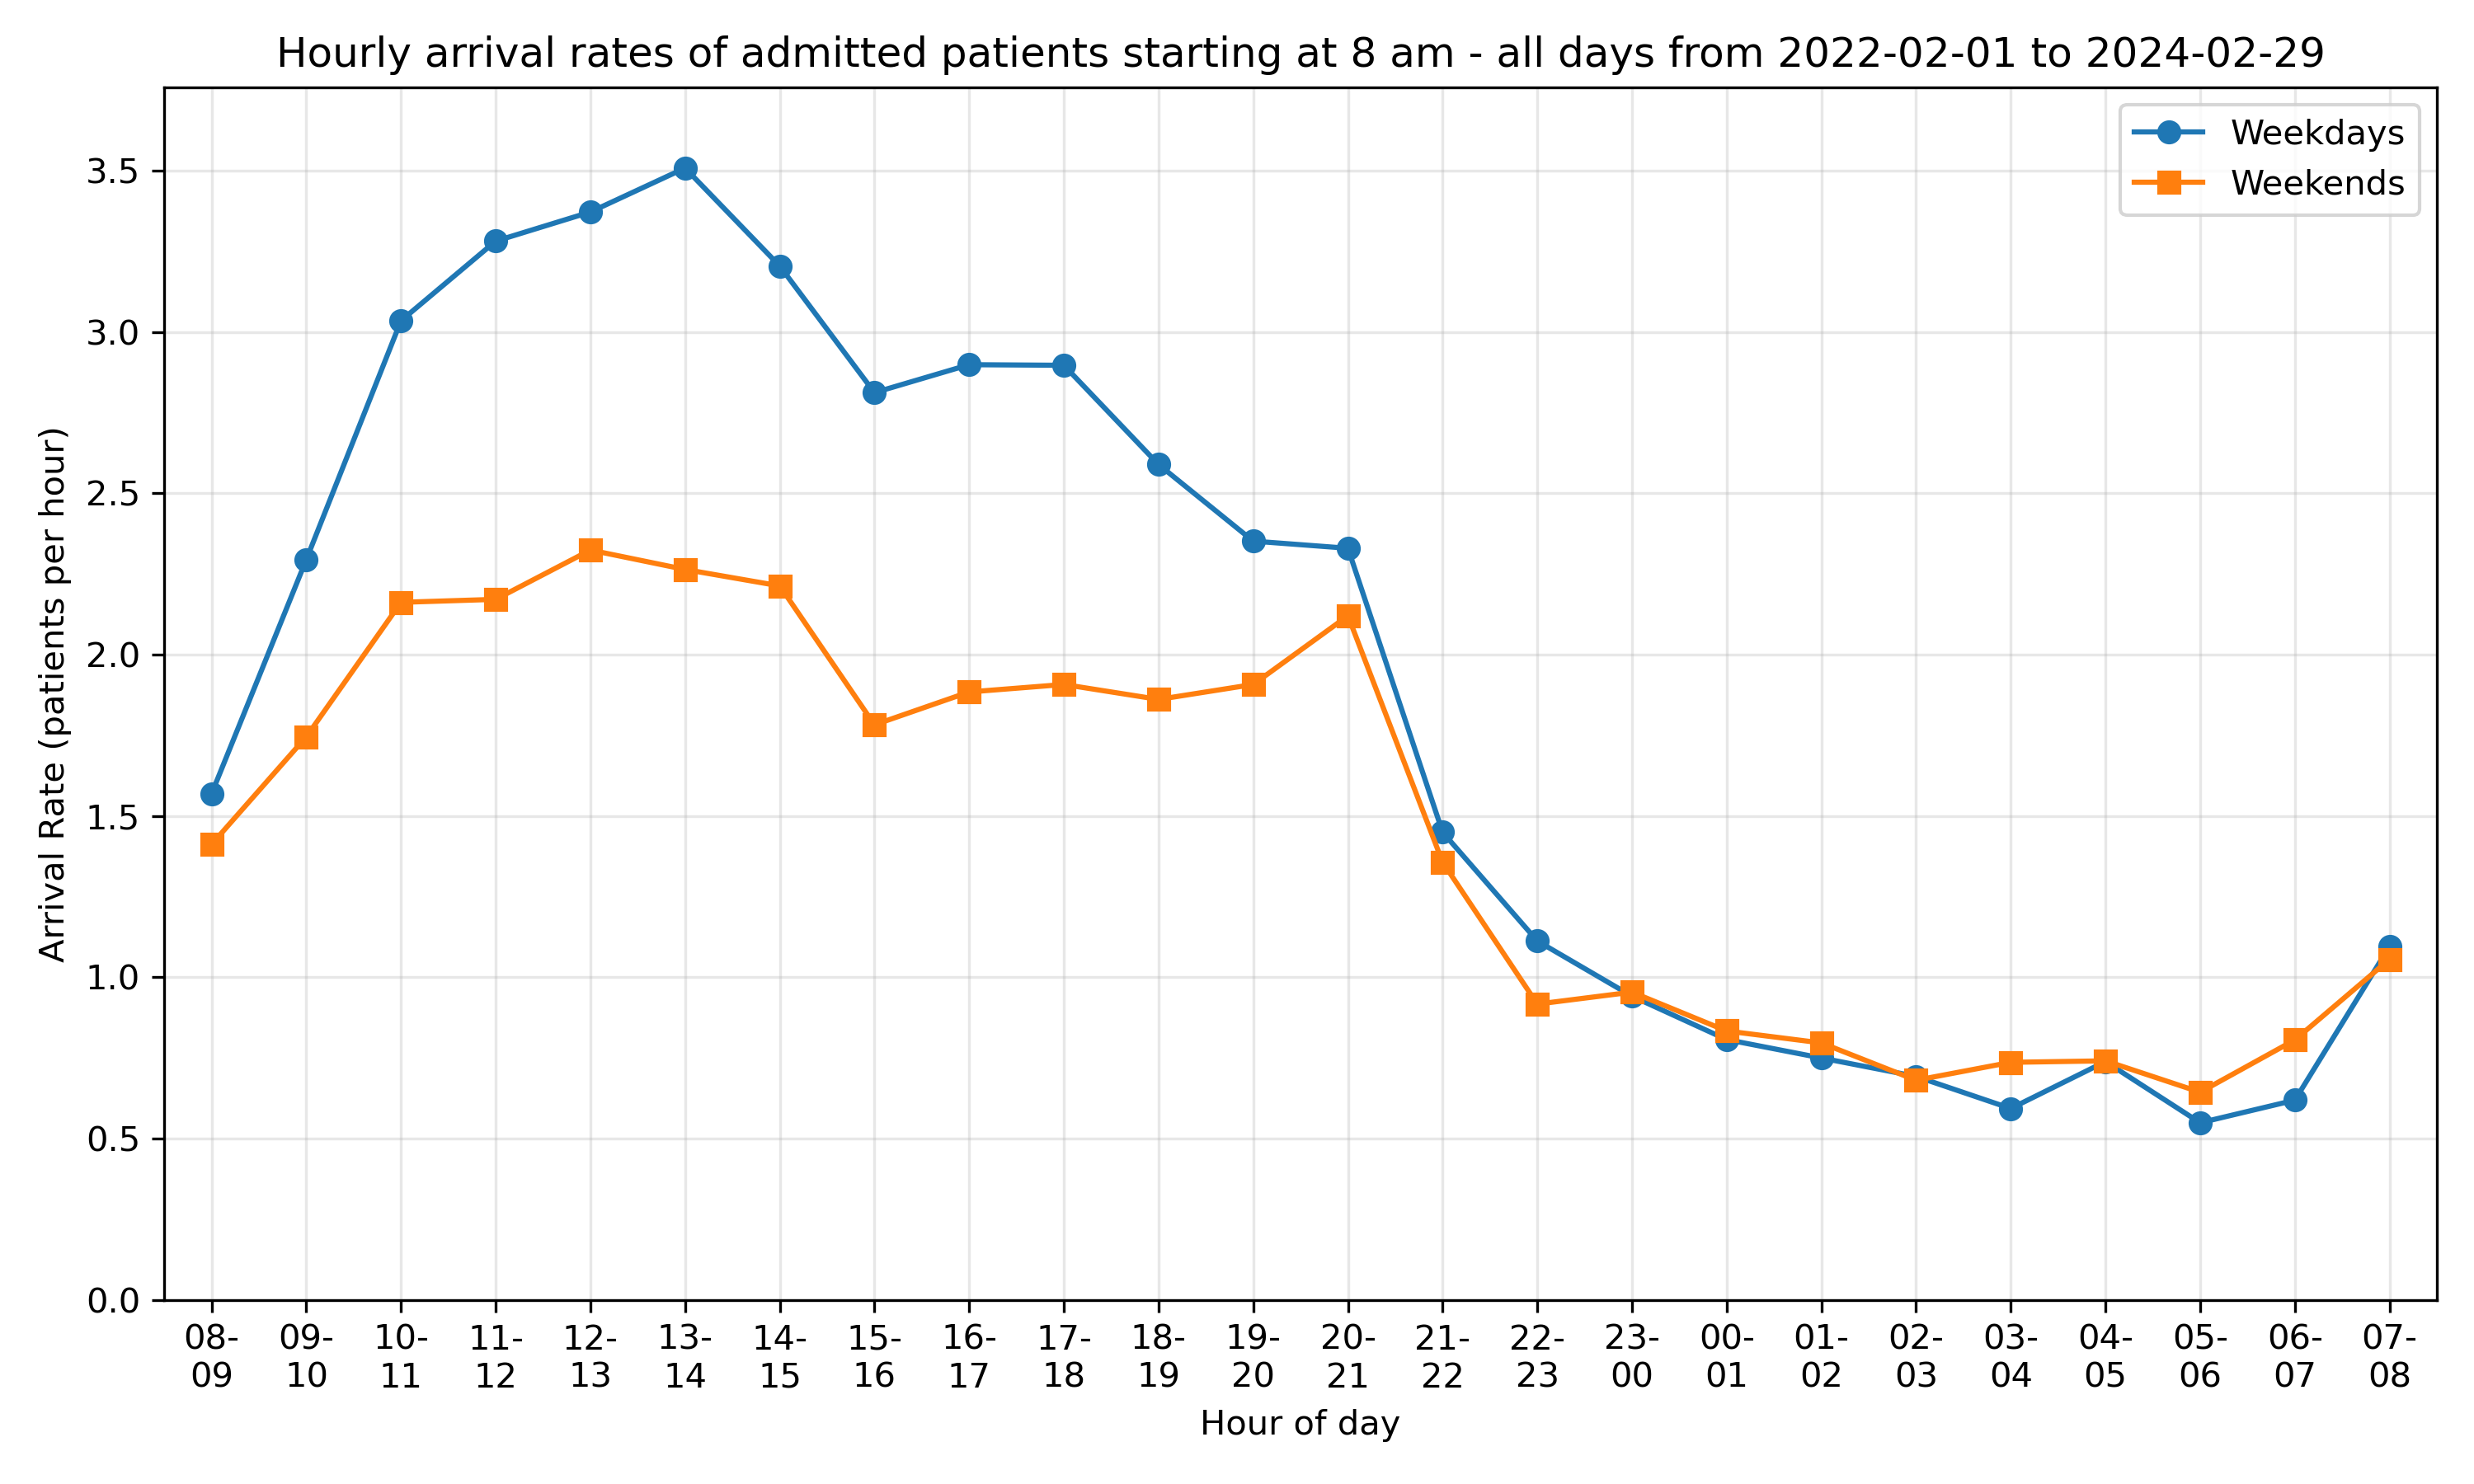 Hourly arrival rates of admitted patients starting at 8 am - all days from 2022-02-01 to 2024-02-29
Weekdays
Weekends
Arrival Rate (patients per hour)
3.5
3.0
2.5
2.0
1.5
1.0
0.5
0.0
08- 09- 10- 11- 12- 13- 14- 15- 16- 17- 18- 19- 20- 21- 22- 23- 00- 01- 02- 03- 04- 05- 06- 07-
09 10 11 12 13 14 15 16 17 18 19 20 21 22 23 00 01 02 03 04 05 06 07 08
Hour of day